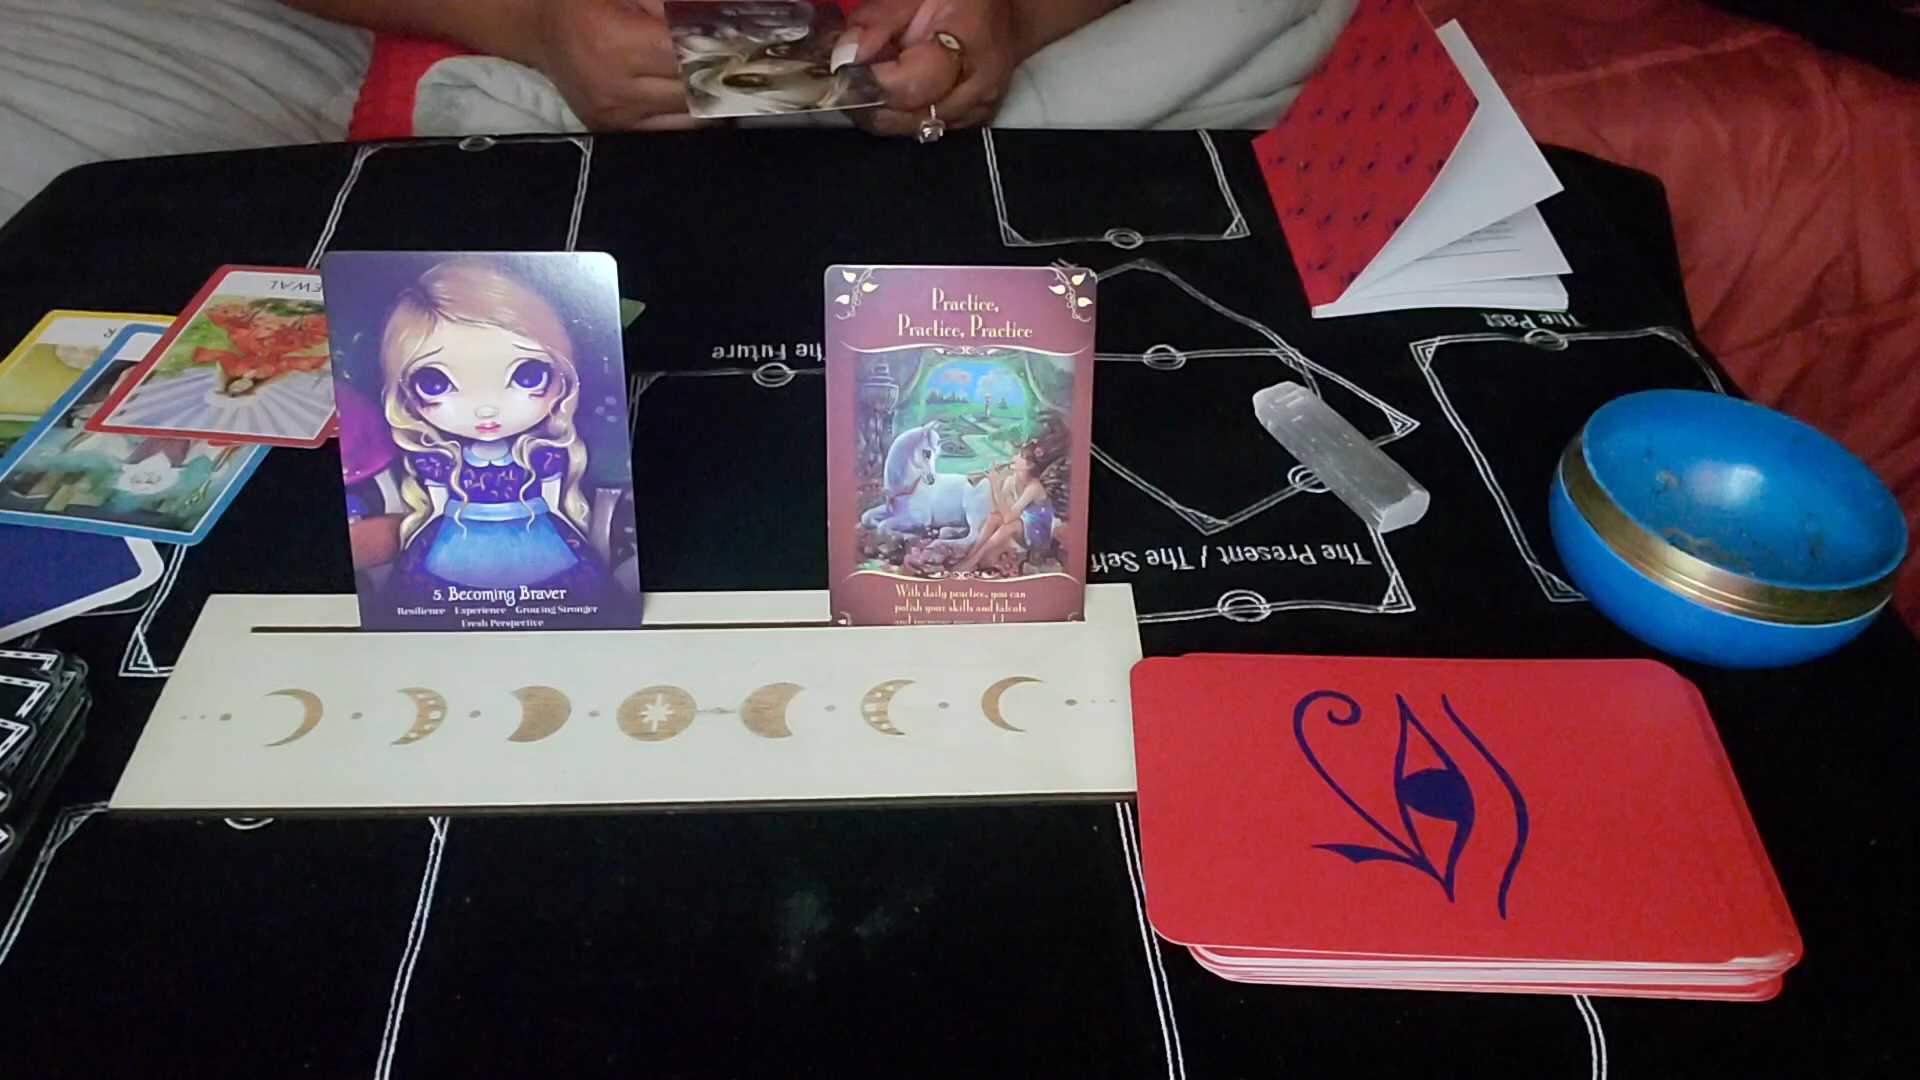 EWAL
R
The Future
The Past
Practice,
Practice, Practice
With daily practice, you can
polish your skills and talents
5. Becoming Braver
Resilience Experience Growing Stronger
Fresh Perspective
The Present / The Self